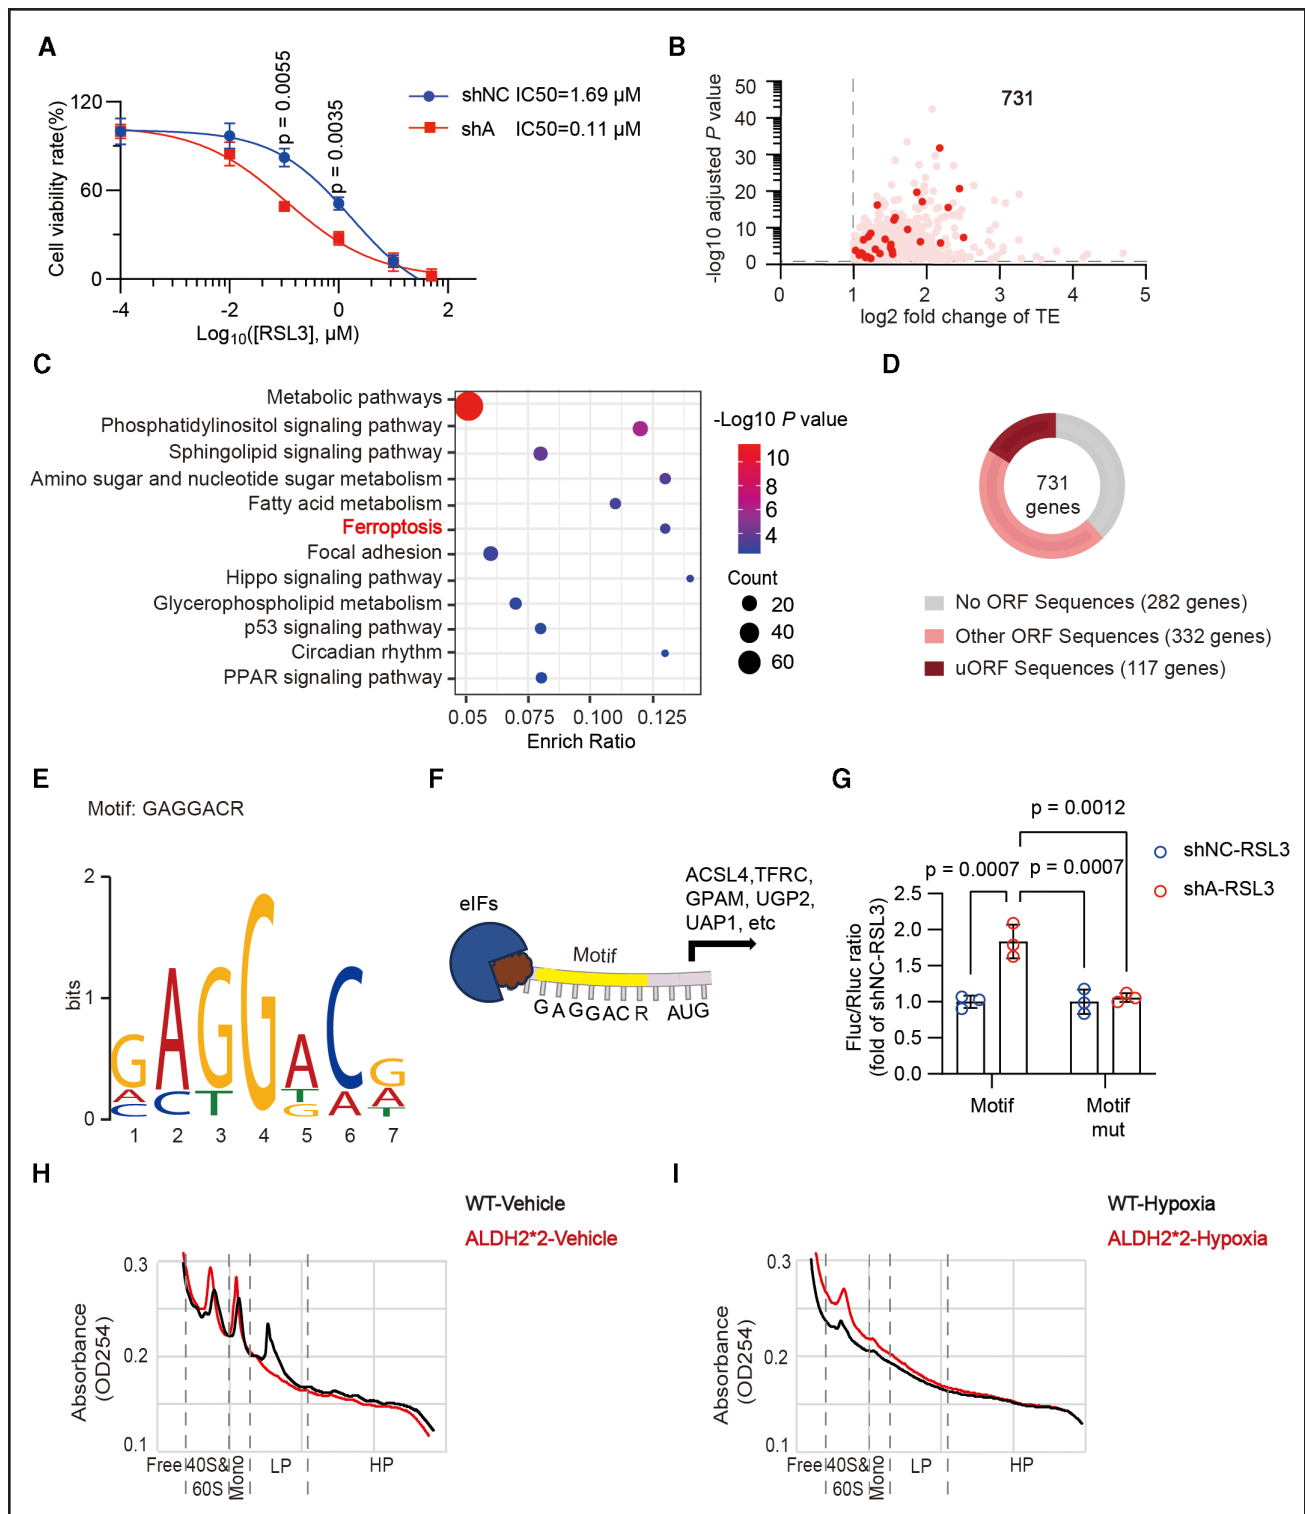 A
120
60
0
Cell viability rate(%)
p = 0.0055
p = 0.0035
-4
-2
0
2
Log10([RSL3], µM)
shNC IC50=1.69 µM
shA IC50=0.11 µM
B
731
50
40
30
20
10
0
-log10 adjusted P value
0
1
2
3
4
5
log2 fold change of TE
C
Metabolic pathways
Phosphatidylinositol signaling pathway
Sphingolipid signaling pathway
Amino sugar and nucleotide sugar metabolism
Fatty acid metabolism
Ferroptosis
Focal adhesion
Hippo signaling pathway
Glycerophospholipid metabolism
p53 signaling pathway
Circadian rhythm
PPAR signaling pathway
0.05 0.075 0.100 0.125
Enrich Ratio
-Log10 P value
10
8
6
4
Count
20
40
60
D
731
genes
No ORF Sequences (282 genes)
Other ORF Sequences (332 genes)
uORF Sequences (117 genes)
E
Motif: GAGGACR
2
1
0
bits
G A G G A C G
A C T T A A
C G T
1 2 3 4 5 6 7
F
eIFs
Motif
ACSL4,TFRC,
GPAM, UGP2,
UAP1, etc
GAGGACR AUG
G
p = 0.0012
p = 0.0007
p = 0.0007
shNC-RSL3
shA-RSL3
2.5
2.0
1.5
1.0
0.5
0.0
Fluc/Rluc ratio
(fold of shNC-RSL3)
Motif
Motif
mut
H
WT-Vehicle
ALDH2*2-Vehicle
0.3
0.2
0.1
Absorbance
(OD254)
Free
40S&
60S
Mono
LP
HP
I
WT-Hypoxia
ALDH2*2-Hypoxia
0.3
0.2
0.1
Absorbance
(OD254)
Free
40S&
60S
Mono
LP
HP